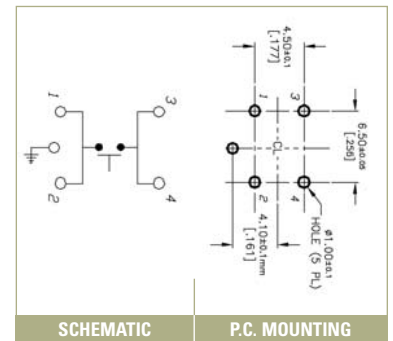 1
3
2
4
4.50±0.1
[.177]
1
3
6.50±0.05
[.256]
CL
2
4
4.10±0.1mm
[.161]
ø1.00±0.1
HOLE (5 PL)
SCHEMATIC
P.C. MOUNTING